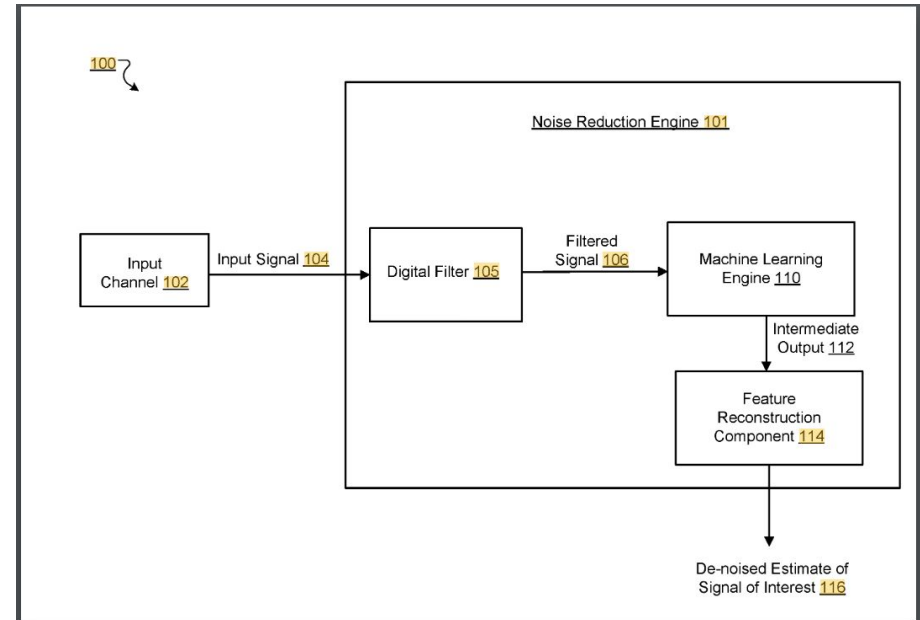 100
Noise Reduction Engine 101
Input
Channel 102
Input Signal 104
Digital Filter 105
Filtered
Signal 106
Machine Learning
Engine 110
Intermediate
Output 112
Feature
Reconstruction
Component 114
De-noised Estimate of
Signal of Interest 116